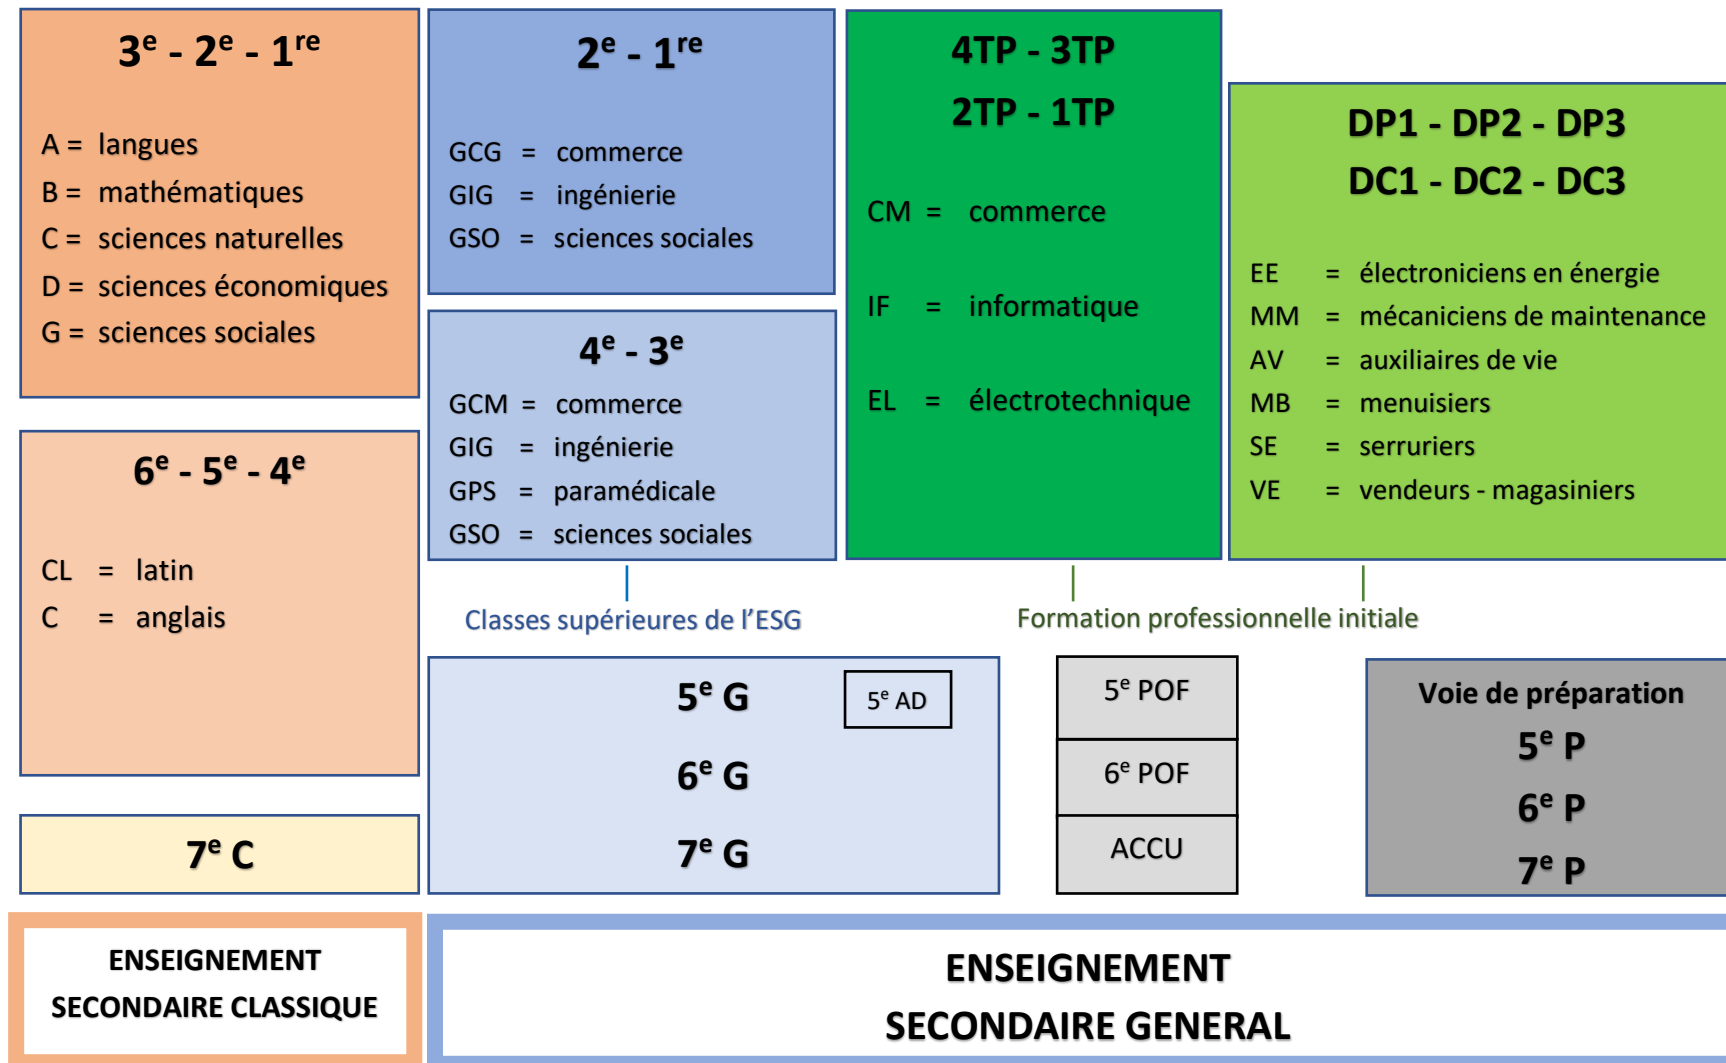 3e - 2e - 1re
A = langues
B = mathématiques
C = sciences naturelles
D = sciences économiques
G = sciences sociales
6e - 5e - 4e
CL = latin
C = anglais
7e C
ENSEIGNEMENT
SECONDAIRE CLASSIQUE
2e - 1re
GCG = commerce
GIG = ingénierie
GSO = sciences sociales
4e - 3e
GCM = commerce
GIG = ingénierie
GPS = paramédicale
GSO = sciences sociales
Classes supérieures de l'ESG
4TP - 3TP
2TP - 1TP
CM = commerce
IF = informatique
EL = électrotechnique
DP1 - DP2 - DP3
DC1 - DC2 - DC3
EE = électroniciens en énergie
MM = mécaniciens de maintenance
AV = auxiliaires de vie
MB = menuisiers
SE = serruriers
VE = vendeurs - magasiniers
Formation professionnelle initiale
5e G
5e AD
6e G
7e G
5e POF
6e POF
ACCU
Voie de préparation
5e P
6e P
7e P
ENSEIGNEMENT
SECONDAIRE GENERAL